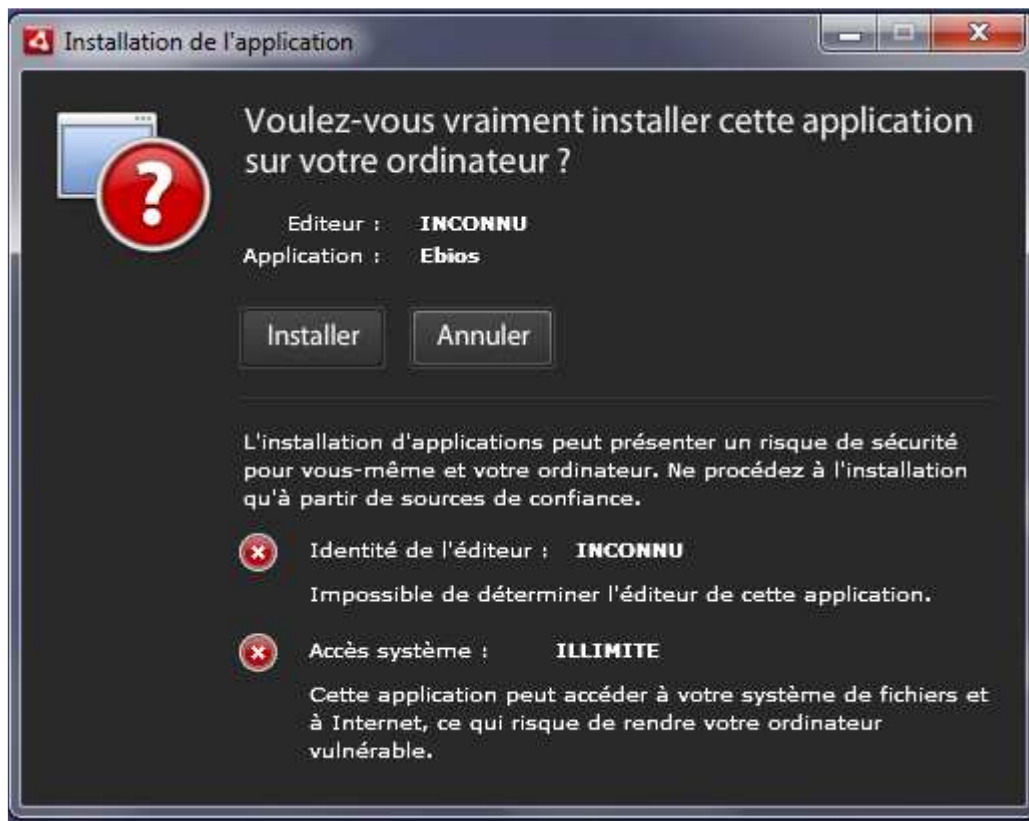 Installation de l'application
Voulez-vous vraiment installer cette application
sur votre ordinateur ?
Editeur : INCONNU
Application : Ebios
Installer Annuler
L'installation d'applications peut présenter un risque de sécurité
pour vous-même et votre ordinateur. Ne procédez à l'installation
qu'à partir de sources de confiance.
Identité de l'éditeur : INCONNU
Impossible de déterminer l'éditeur de cette application.
Accès système : ILLIMITE
Cette application peut accéder à votre système de fichiers et
à Internet, ce qui risque de rendre votre ordinateur
vulnérable.